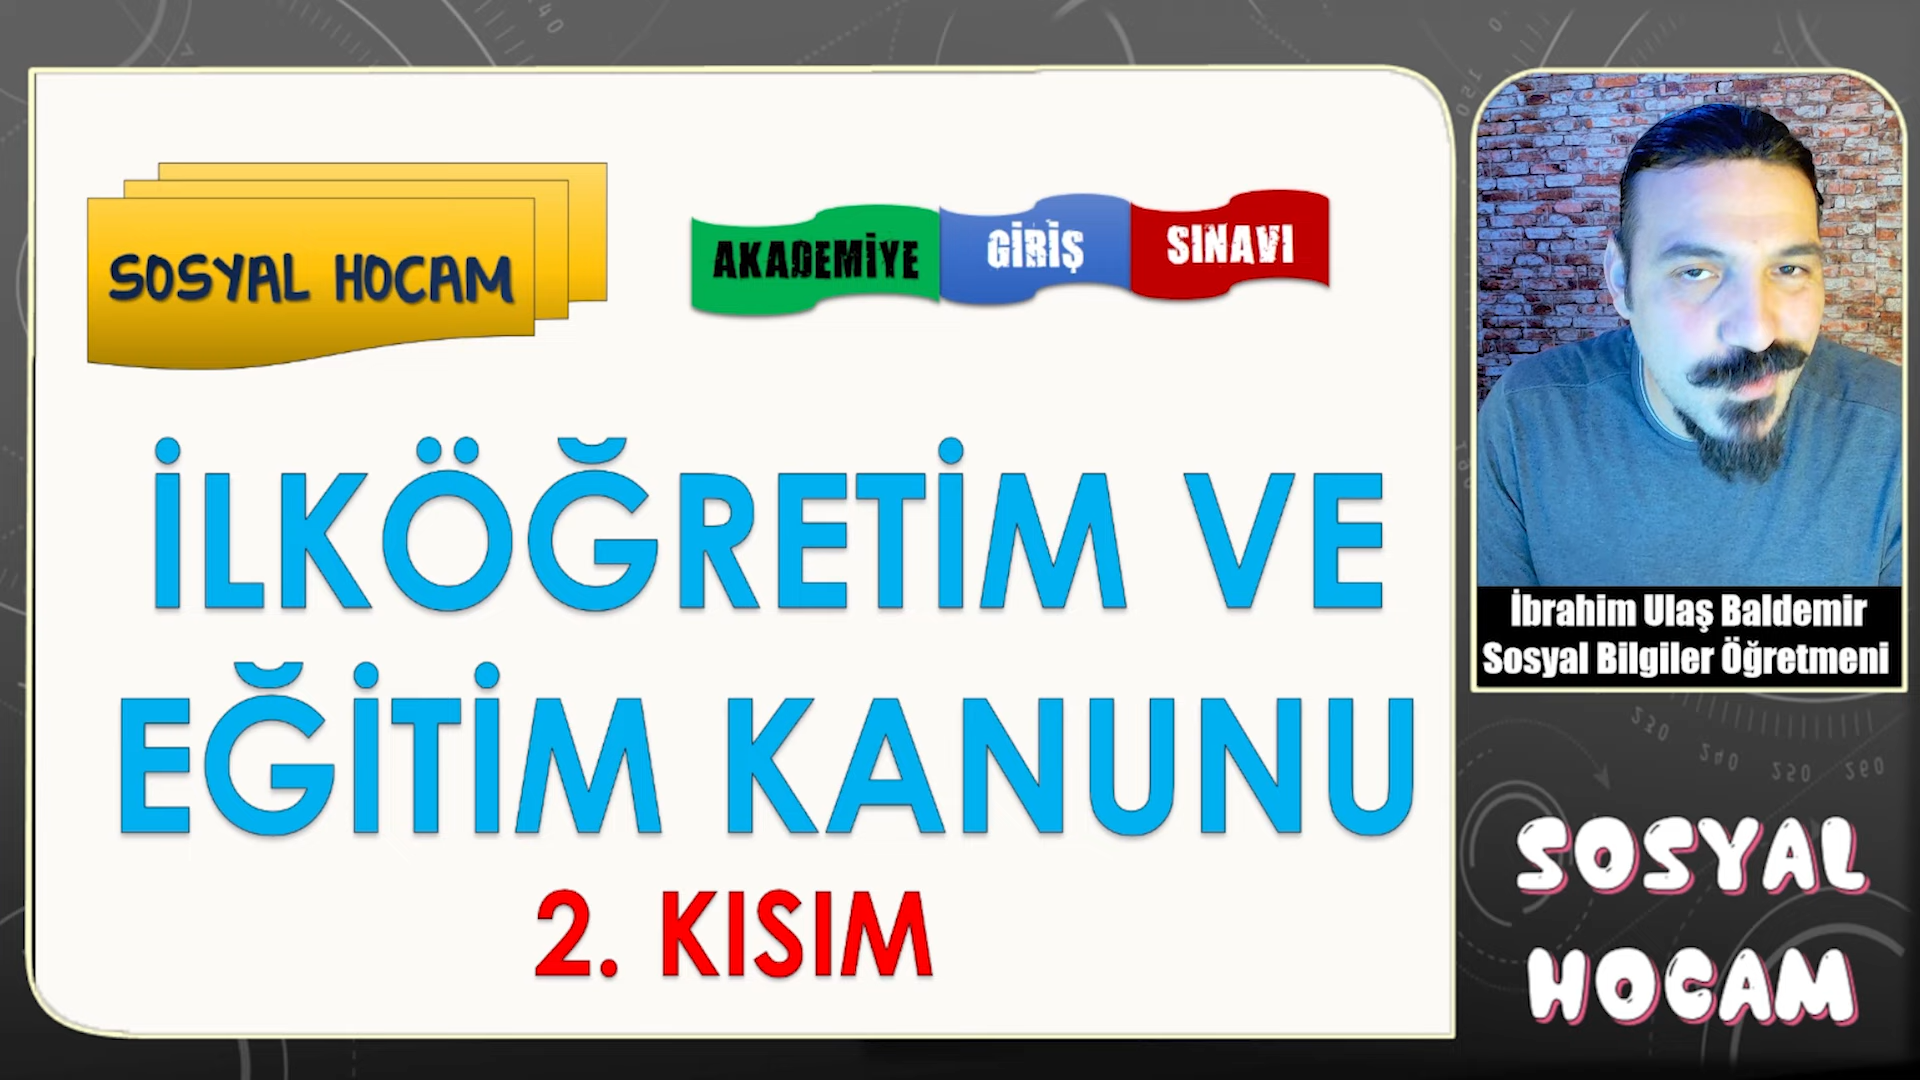 SOSYAL HOCAM
AKADEMİYE GİRİŞ SINAVI
İLKÖĞRETİM VE
EĞİTİM KANUNU
2. KISIM
İbrahim Ulaş Baldemir
Sosyal Bilgiler Öğretmeni
SOSYAL
HOCAM